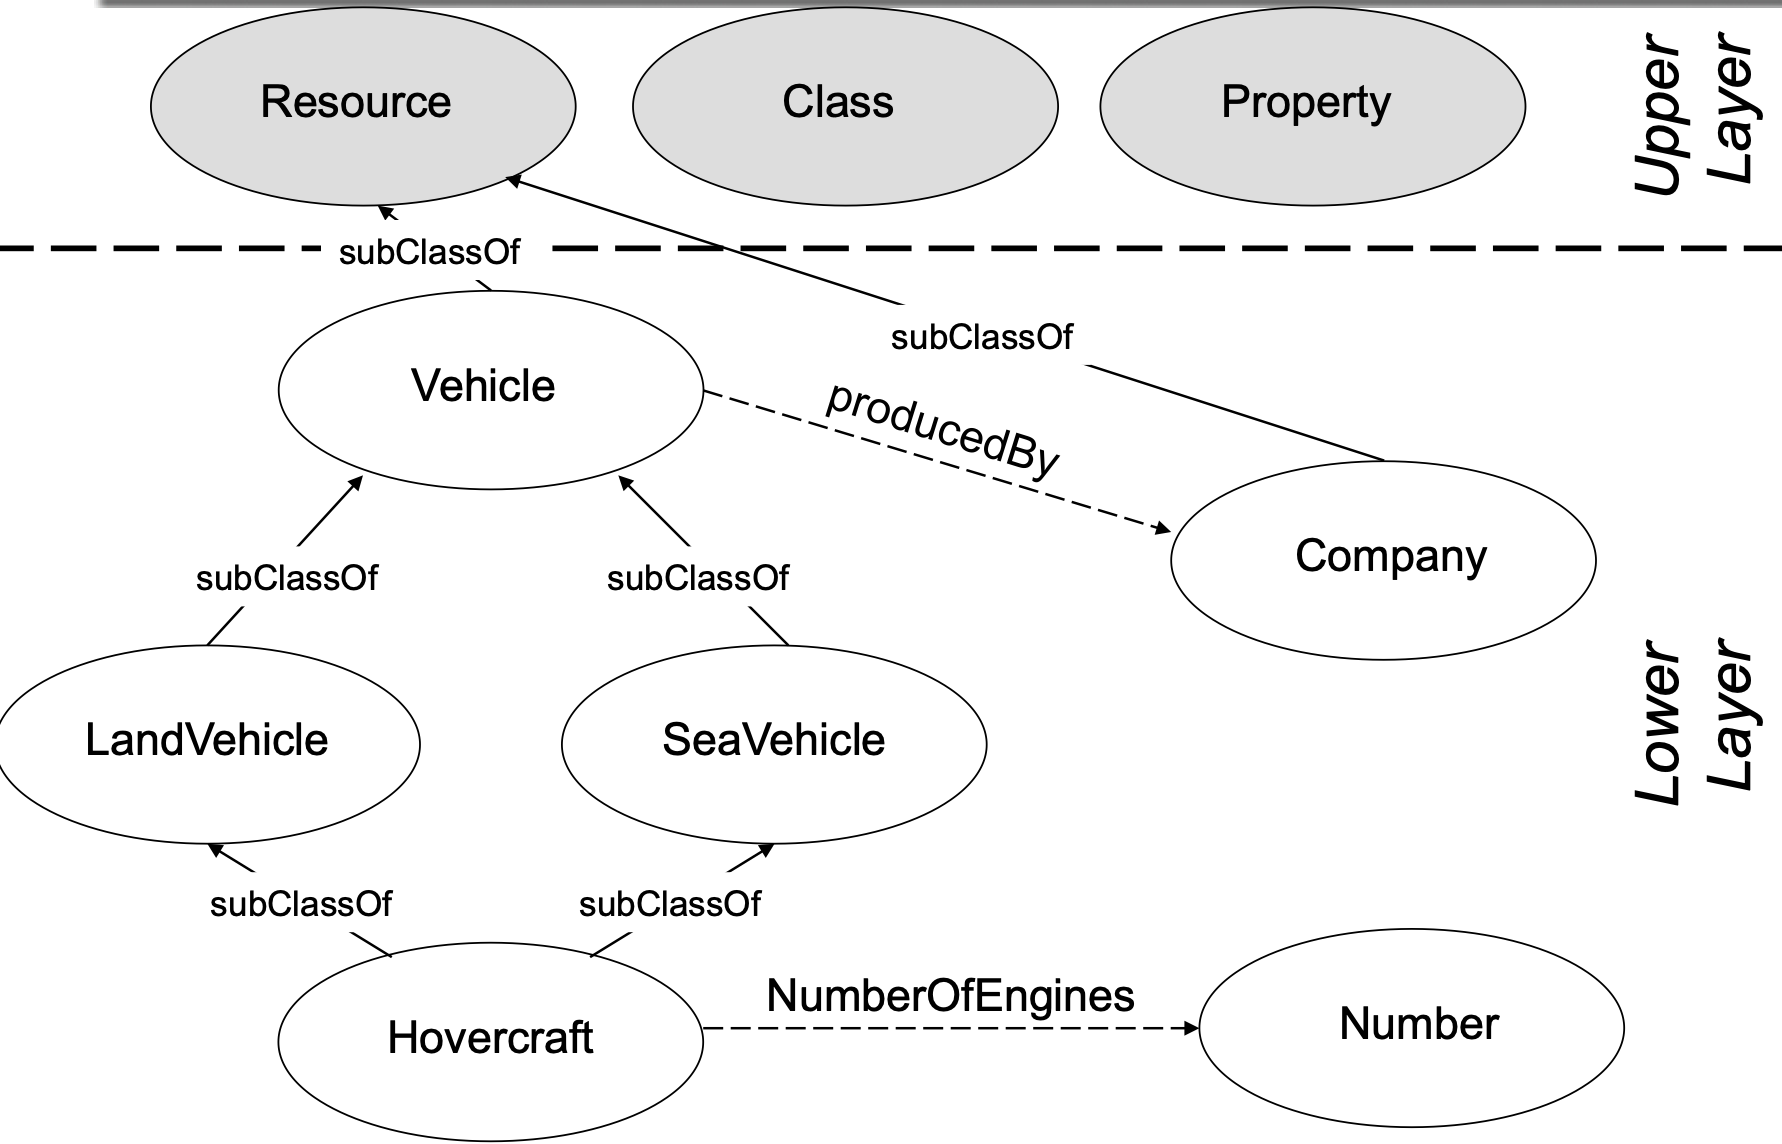 Resource
Class
Property
Upper
Layer
subClassOf
subClassOf
Vehicle
producedBy
Company
subClassOf
subClassOf
LandVehicle
SeaVehicle
Lower
Layer
subClassOf
subClassOf
Hovercraft
NumberOfEngines
Number